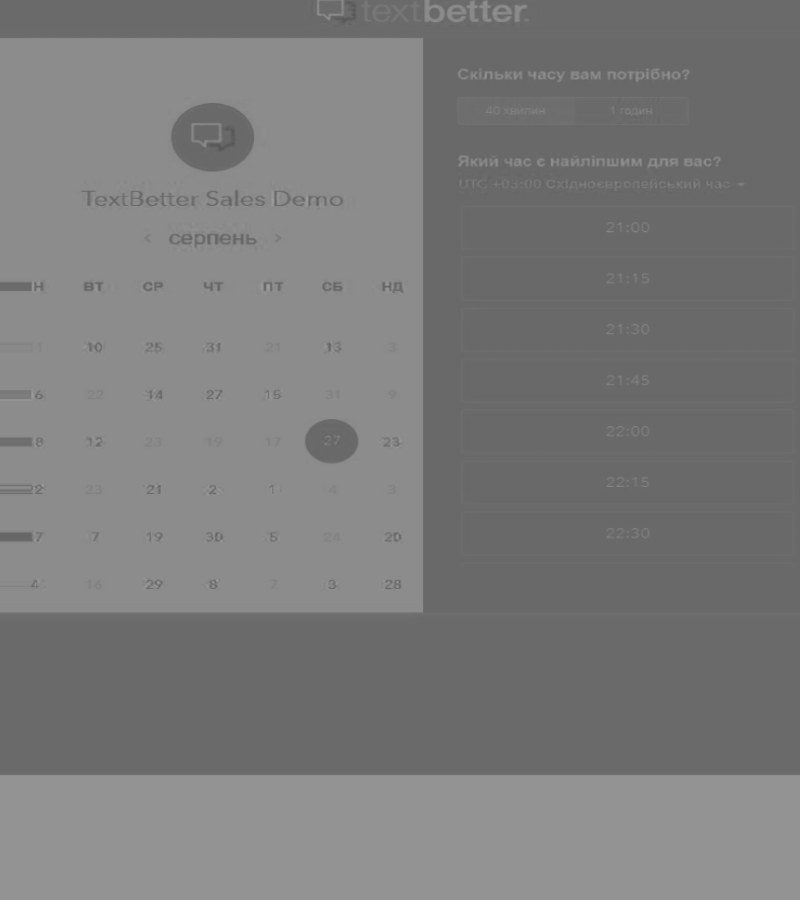 textbetter.
TextBetter Sales Demo
‹ серпень ›
Н ВТ СР ЧТ ПТ СБ НД
10 25 31 21 13 3
6 22 14 27 15 31 9
8 12 23 19 17 27 23
2 23 21 2 1 4 3
7 7 19 30 5 24 20
4 16 29 8 7 3 28
Скільки часу вам потрібно?
40 хвилин 1 годин
Який час є найліпшим для вас?
UTC +03:00 Східноєвропейський час
21:00
21:15
21:30
21:45
22:00
22:15
22:30